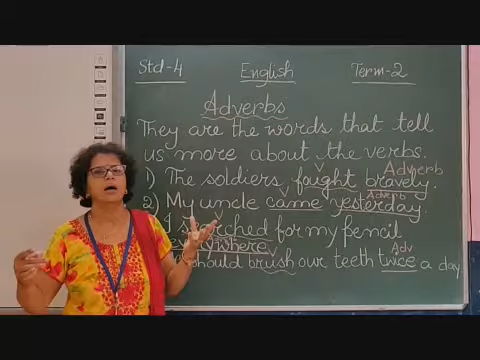 Std-4 English Term-2
Adverbs
They are the words that tell
us more about the verbs.
v Adverb
1) The soldiers fought bravely.
v Adverb
2) My uncle came yesterday.
v
I searched for my pencil
everywhere
v Adv
should brush our teeth twice a day